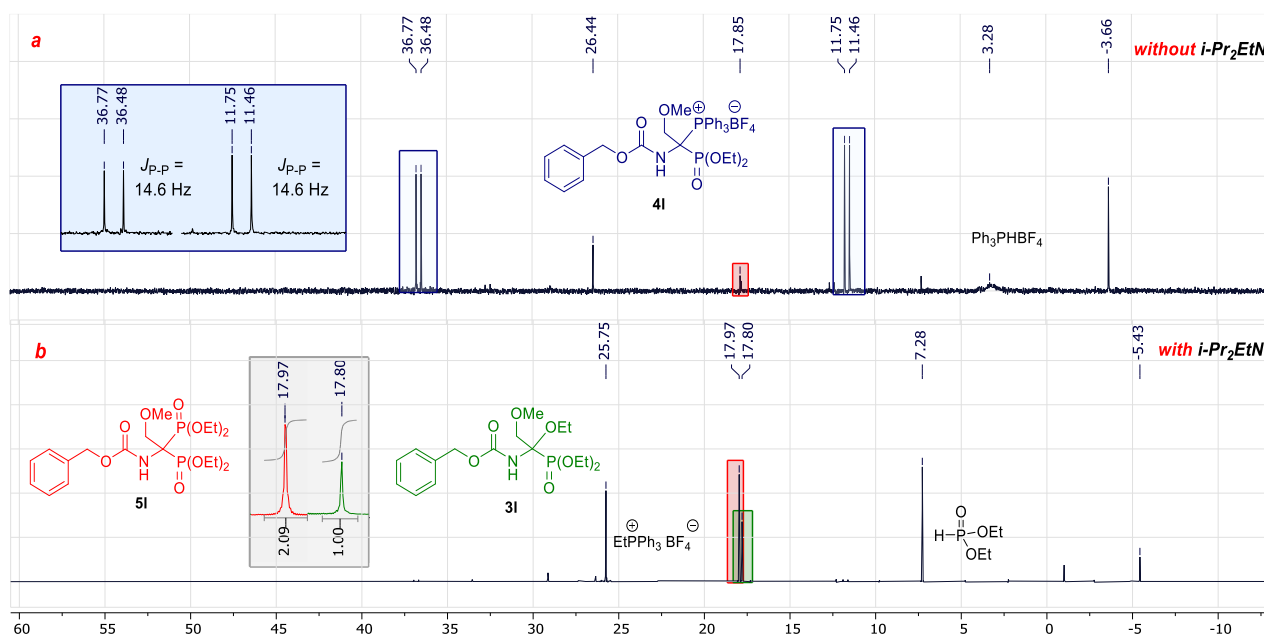 a
36.77
36.48
26.44
17.85
11.75
11.46
3.28
-3.66
without i-Pr₂EtN
36.77
36.48
11.75
11.46
J_P-P =
14.6 Hz
J_P-P =
14.6 Hz
OMe
PPh₃BF₄
⊕
⊖
O
O
N
H
P(OEt)₂
O
4l
Ph₃PHBF₄
b
25.75
17.97
17.80
7.28
-5.43
with i-Pr₂EtN
17.97
17.80
2.09
1.00
O
OMe
P(OEt)₂
O
O
N
H
P(OEt)₂
O
5l
OMe
OEt
O
O
N
H
P(OEt)₂
O
3l
⊕
⊖
EtPPh₃ BF₄
O
H
P
OEt
OEt
60 55 50 45 40 35 30 25 20 15 10 5 0 -5 -10